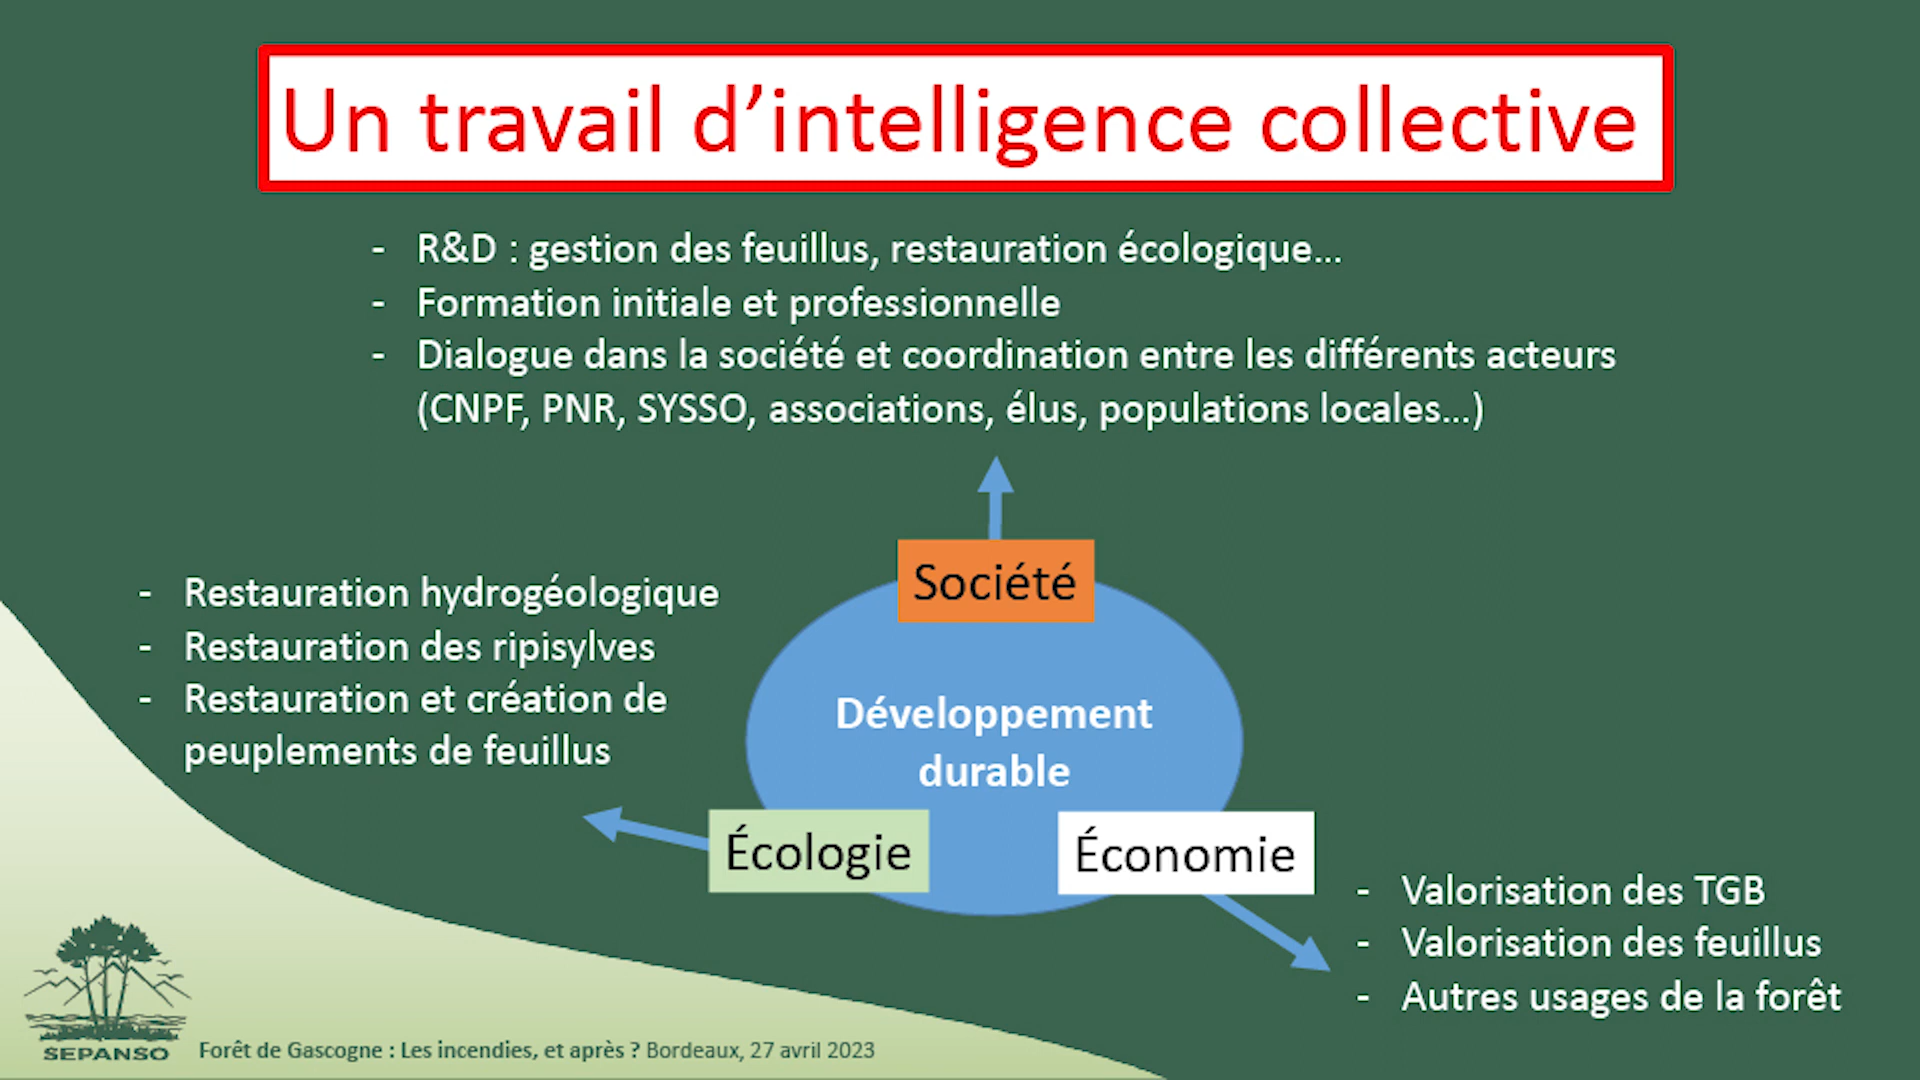 Un travail d’intelligence collective
- R&D : gestion des feuillus, restauration écologique...
- Formation initiale et professionnelle
- Dialogue dans la société et coordination entre les différents acteurs
(CNPF, PNR, SYSSO, associations, élus, populations locales...)
Société
- Restauration hydrogéologique
- Restauration des ripisylves
- Restauration et création de
peuplements de feuillus
Développement
durable
Écologie
Économie
- Valorisation des TGB
- Valorisation des feuillus
- Autres usages de la forêt
SEPANSO
Forêt de Gascogne : Les incendies, et après ? Bordeaux, 27 avril 2023